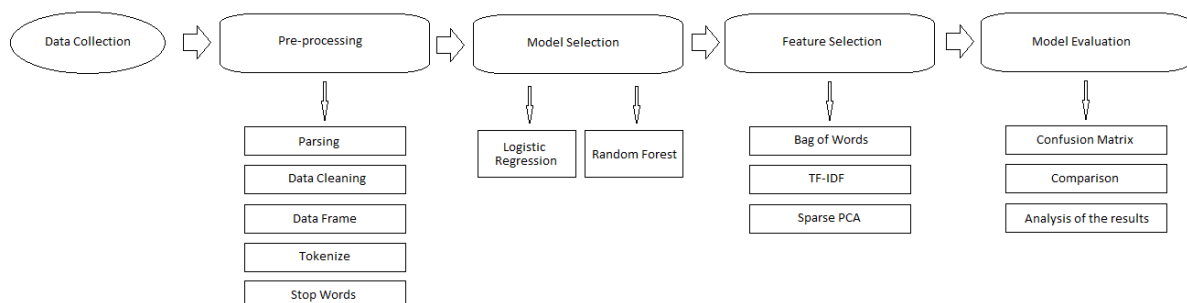 Data Collection
Pre-processing
Model Selection
Feature Selection
Model Evaluation
Parsing
Data Cleaning
Data Frame
Tokenize
Stop Words
Logistic
Regression
Random Forest
Bag of Words
TF-IDF
Sparse PCA
Confusion Matrix
Comparison
Analysis of the results